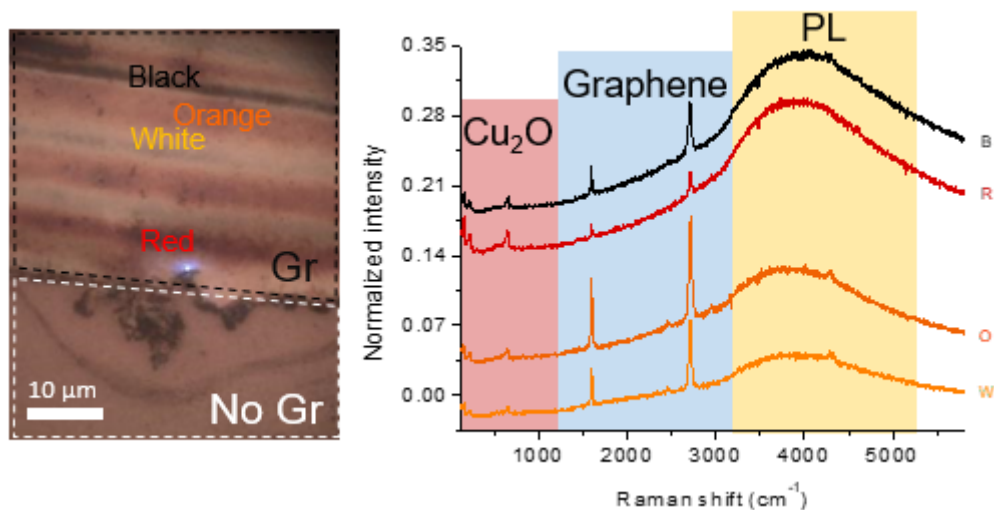 Black
Orange
White
Red
Gr
10 μm
No Gr
Cu₂O
Graphene
PL
Normalized intensity
0.35
0.28
0.21
0.14
0.07
0.00
B
R
O
W
1000 2000 3000 4000 5000
Raman shift (cm⁻¹)